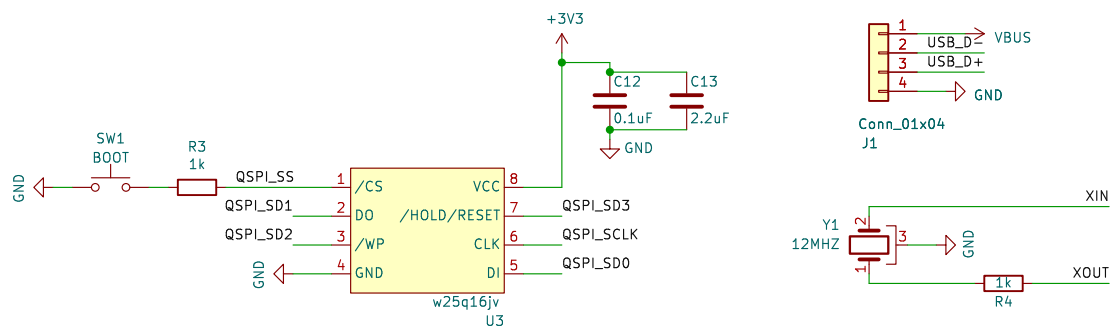 +3V3
C12
0.1uF
C13
2.2uF
GND
SW1
BOOT
GND
R3
1k
QSPI_SS
QSPI_SD1
QSPI_SD2
GND
1
2
3
4
/CS
DO
/WP
GND
VCC
/HOLD/RESET
CLK
DI
8
7
6
5
QSPI_SD3
QSPI_SCLK
QSPI_SD0
w25q16jv
U3
1
2
3
4
VBUS
USB_D-
USB_D+
GND
Conn_01x04
J1
XIN
Y1
12MHZ
2
3
1
GND
XOUT
1k
R4